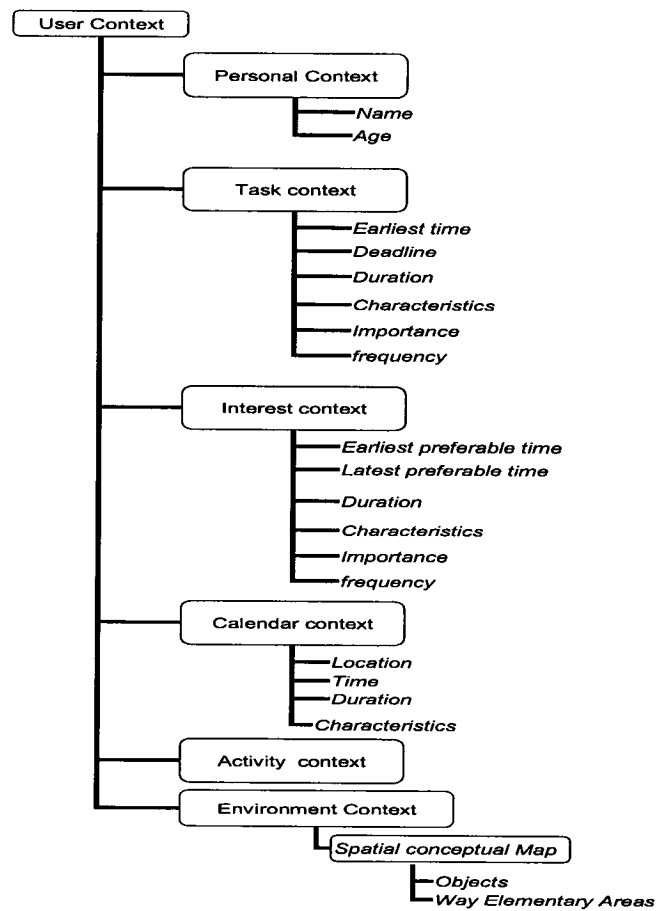 User Context
Personal Context
Name
Age
Task context
Earliest time
Deadline
Duration
Characteristics
Importance
frequency
Interest context
Earliest preferable time
Latest preferable time
Duration
Characteristics
Importance
frequency
Calendar context
Location
Time
Duration
Characteristics
Activity context
Environment Context
Spatial conceptual Map
Objects
Way Elementary Areas